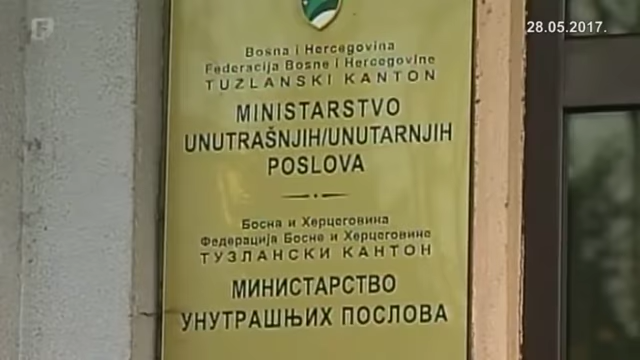 F
28.05.2017.
Bosna i Hercegovina
Federacija Bosne i Hercegovine
TUZLANSKI KANTON
MINISTARSTVO
UNUTRAŠNJIH/UNUTARNJIH
POSLOVA
Босна и Херцеговина
Федерација Босне и Херцеговине
ТУЗЛАНСКИ КАНТОН
МИНИСТАРСТВО
УНУТРАШЊИХ ПОСЛОВА